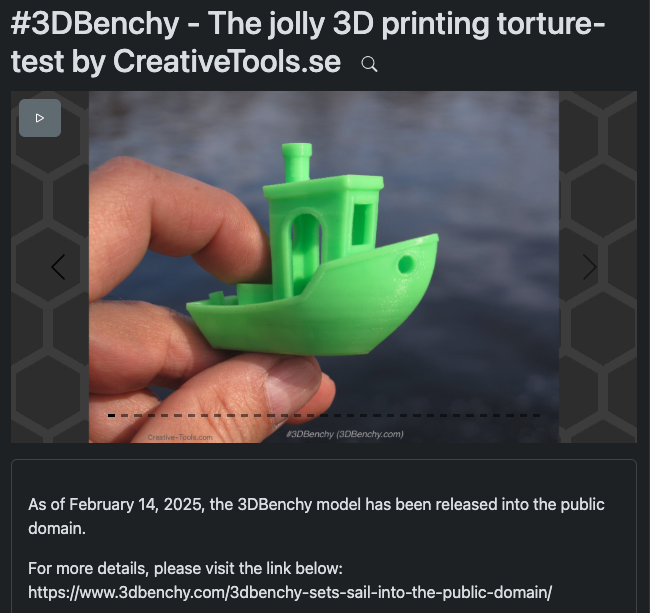 #3DBenchy - The jolly 3D printing torture-
test by CreativeTools.se
Creative-Tools.com
#3DBenchy (3DBenchy.com)
As of February 14, 2025, the 3DBenchy model has been released into the public
domain.
For more details, please visit the link below:
https://www.3dbenchy.com/3dbenchy-sets-sail-into-the-public-domain/